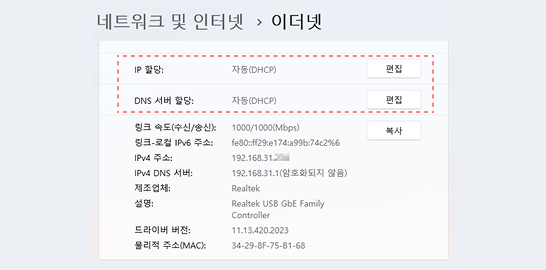 네트워크 및 인터넷 › 이더넷
IP 할당: 자동(DHCP) 편집
DNS 서버 할당: 자동(DHCP) 편집
링크 속도(수신/송신): 1000/1000(Mbps) 복사
링크-로컬 IPv6 주소: fe80::ff29:e174:a99b:74c2%6
IPv4 주소: 192.168.31.
IPv4 DNS 서버: 192.168.31.1(암호화되지 않음)
제조업체: Realtek
설명: Realtek USB GbE Family
Controller
드라이버 버전: 11.13.420.2023
물리적 주소(MAC): 34-29-8F-75-B1-68